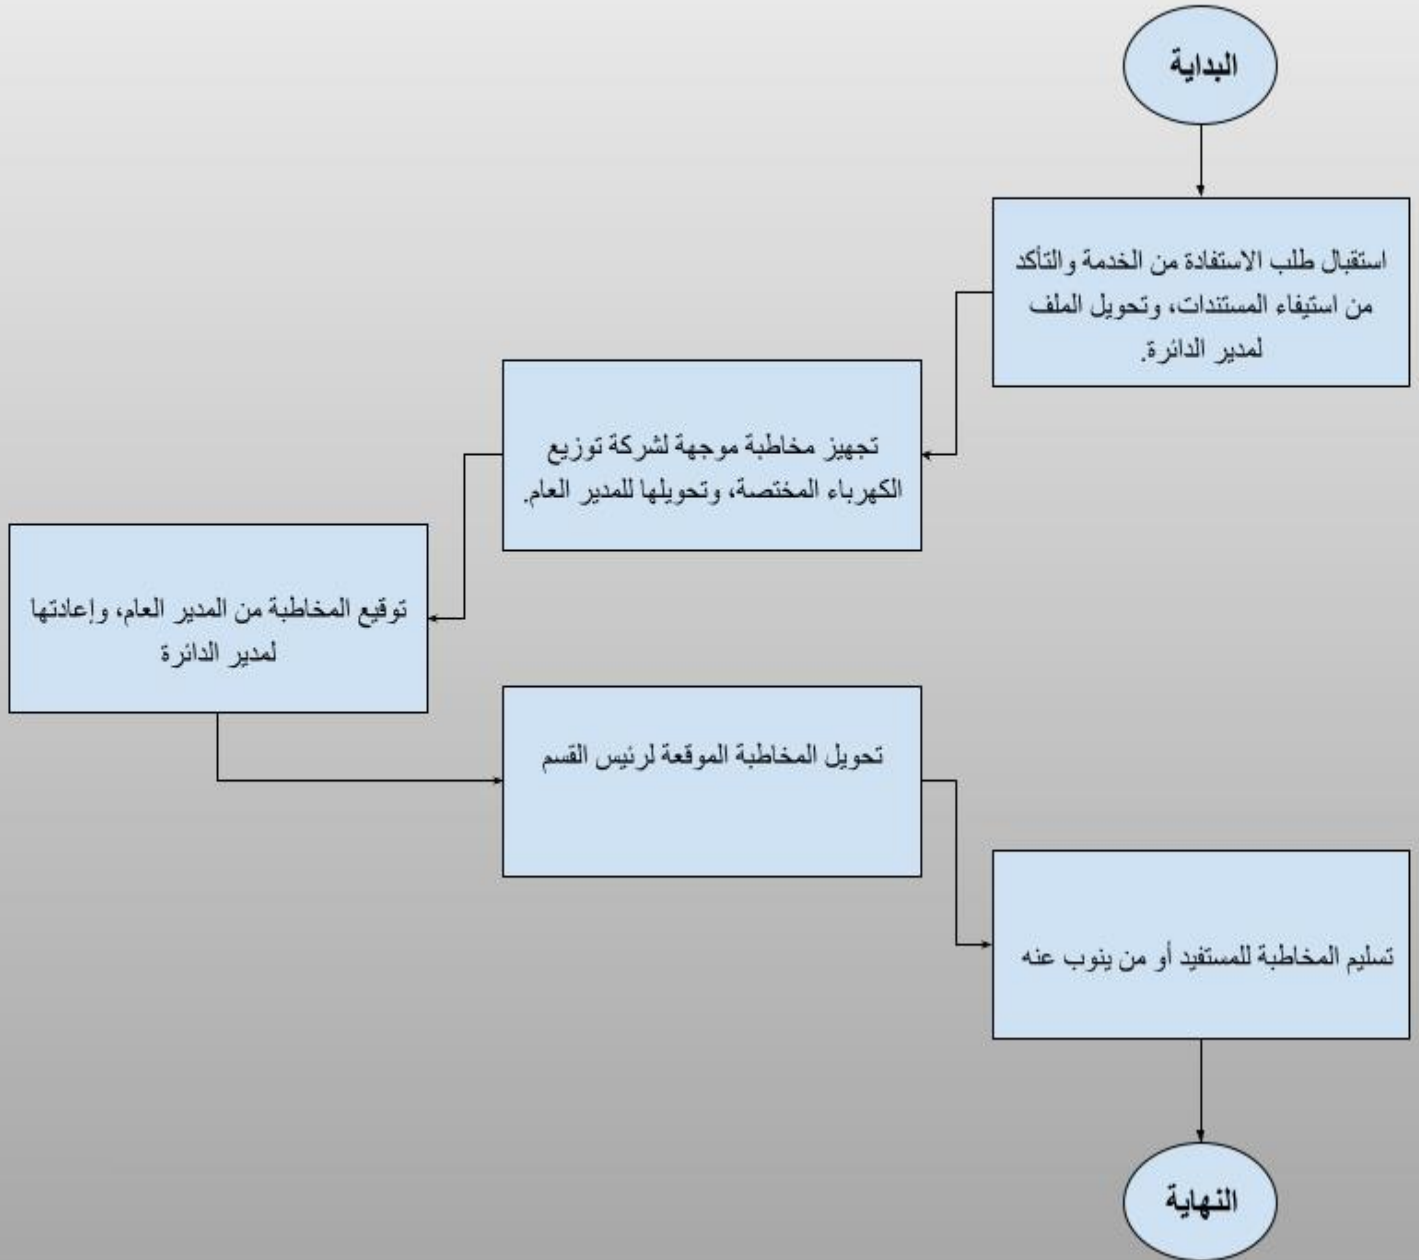 البداية
استقبال طلب الاستفادة من الخدمة والتأكد
من استيفاء المستندات، وتحويل الملف
لمدير الدائرة.
تجهيز مخاطبة موجهة لشركة توزيع
الكهرباء المختصة، وتحويلها للمدير العام.
توقيع المخاطبة من المدير العام، وإعادتها
لمدير الدائرة
تحويل المخاطبة الموقعة لرئيس القسم
تسليم المخاطبة للمستفيد أو من ينوب عنه
النهاية